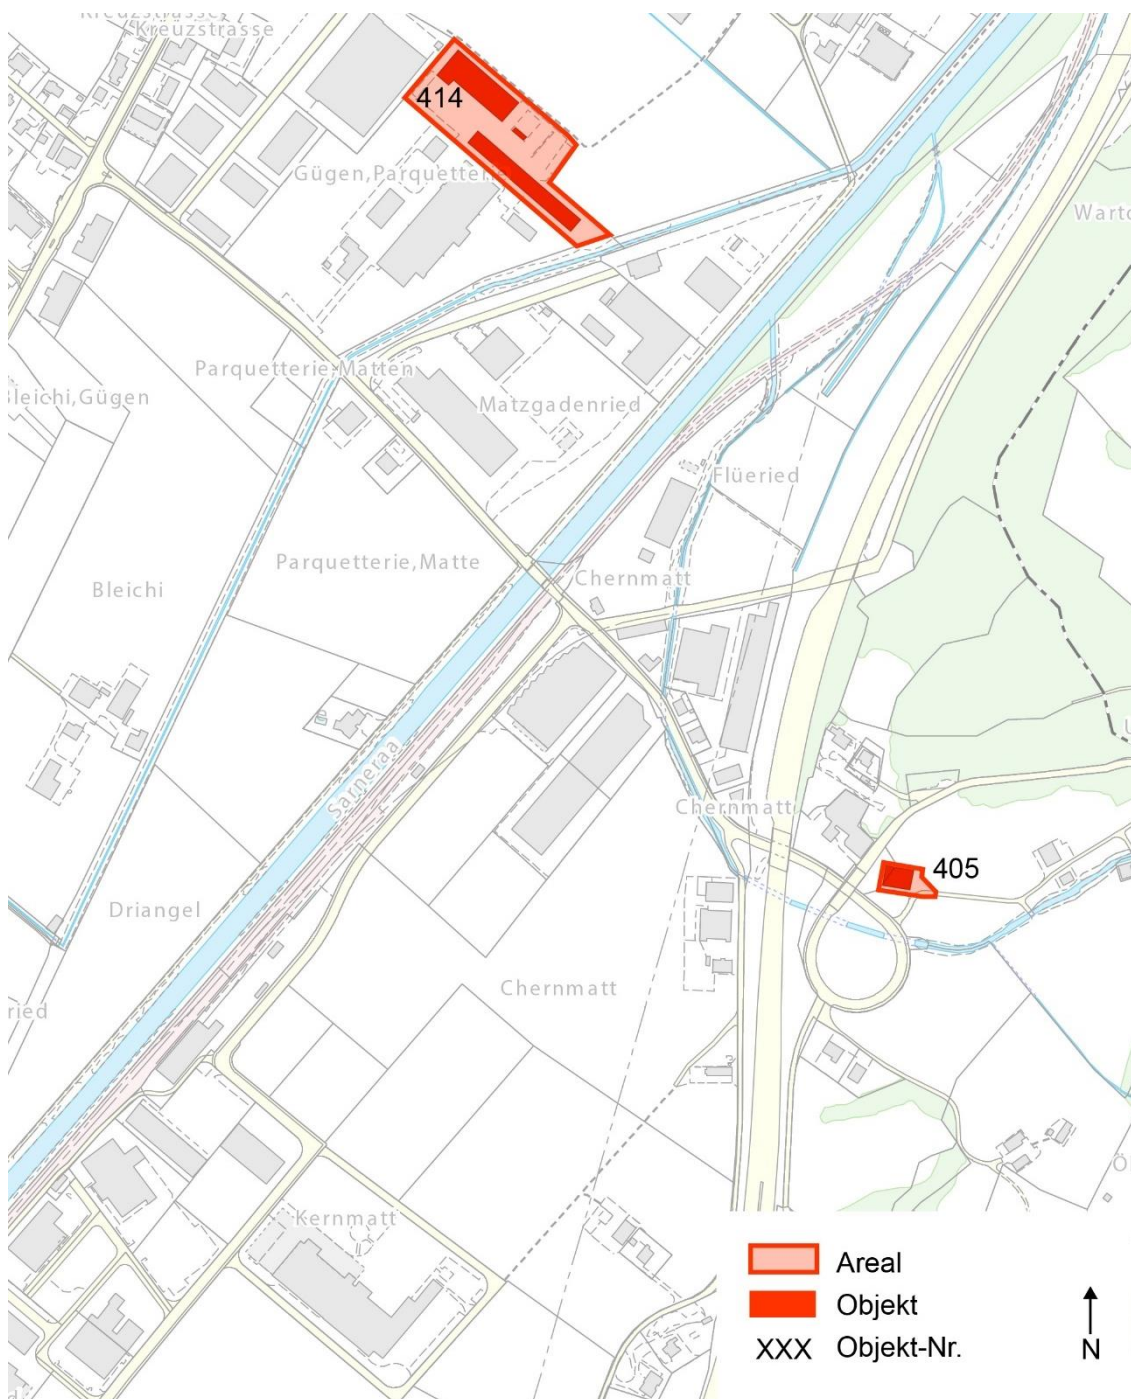 Kreuzstrasse
Kreuzstrasse
414
Gügen,Parquetterie
Parquetterie,Matten
Bleichi,Gügen
Matzgadenried
Flüeried
Parquetterie,Matte
Chernmatt
Bleichi
Sarneraa
Chernmatt
405
Driangel
Chernmatt
ried
Kernmatt
Areal
Objekt
XXX Objekt-Nr.
N